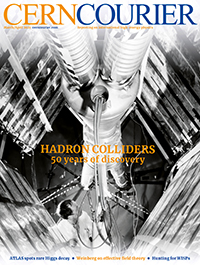 CERNCOURIER
HADRON COLLIDERS
50 years of discovery
ATLAS spots rare Higgs decay • Weinberg on effective field theory • Hunting for WISPs